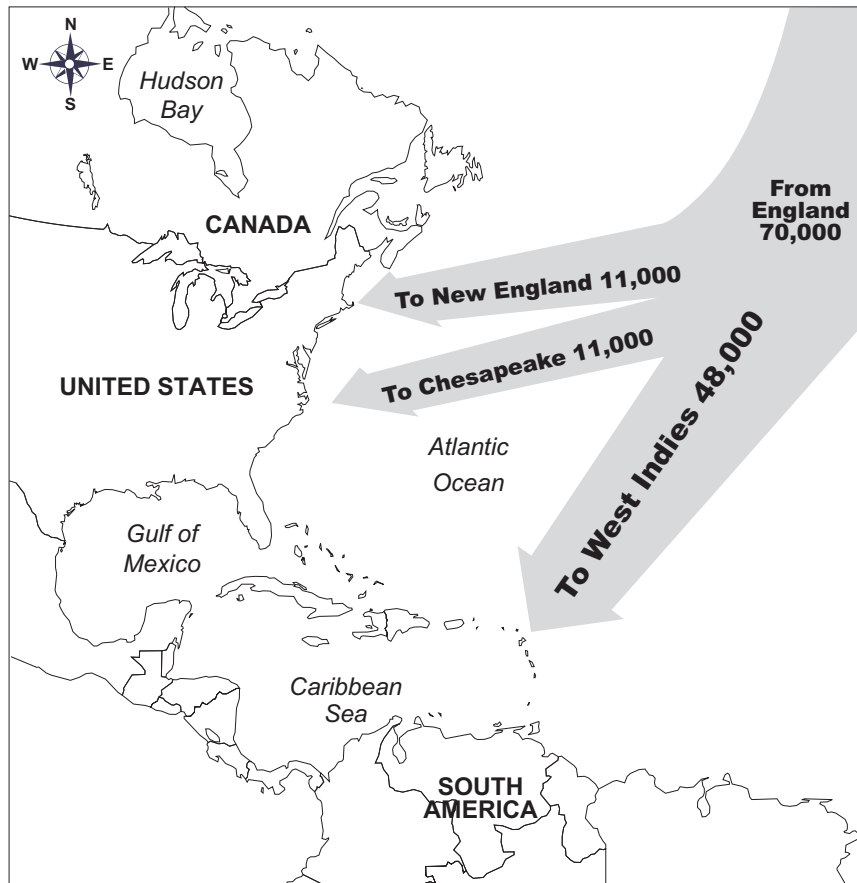 N
W E
S
Hudson
Bay
CANADA
From
England
70,000
To New England 11,000
To Chesapeake 11,000
To West Indies 48,000
UNITED STATES
Atlantic
Ocean
Gulf of
Mexico
Caribbean
Sea
SOUTH
AMERICA